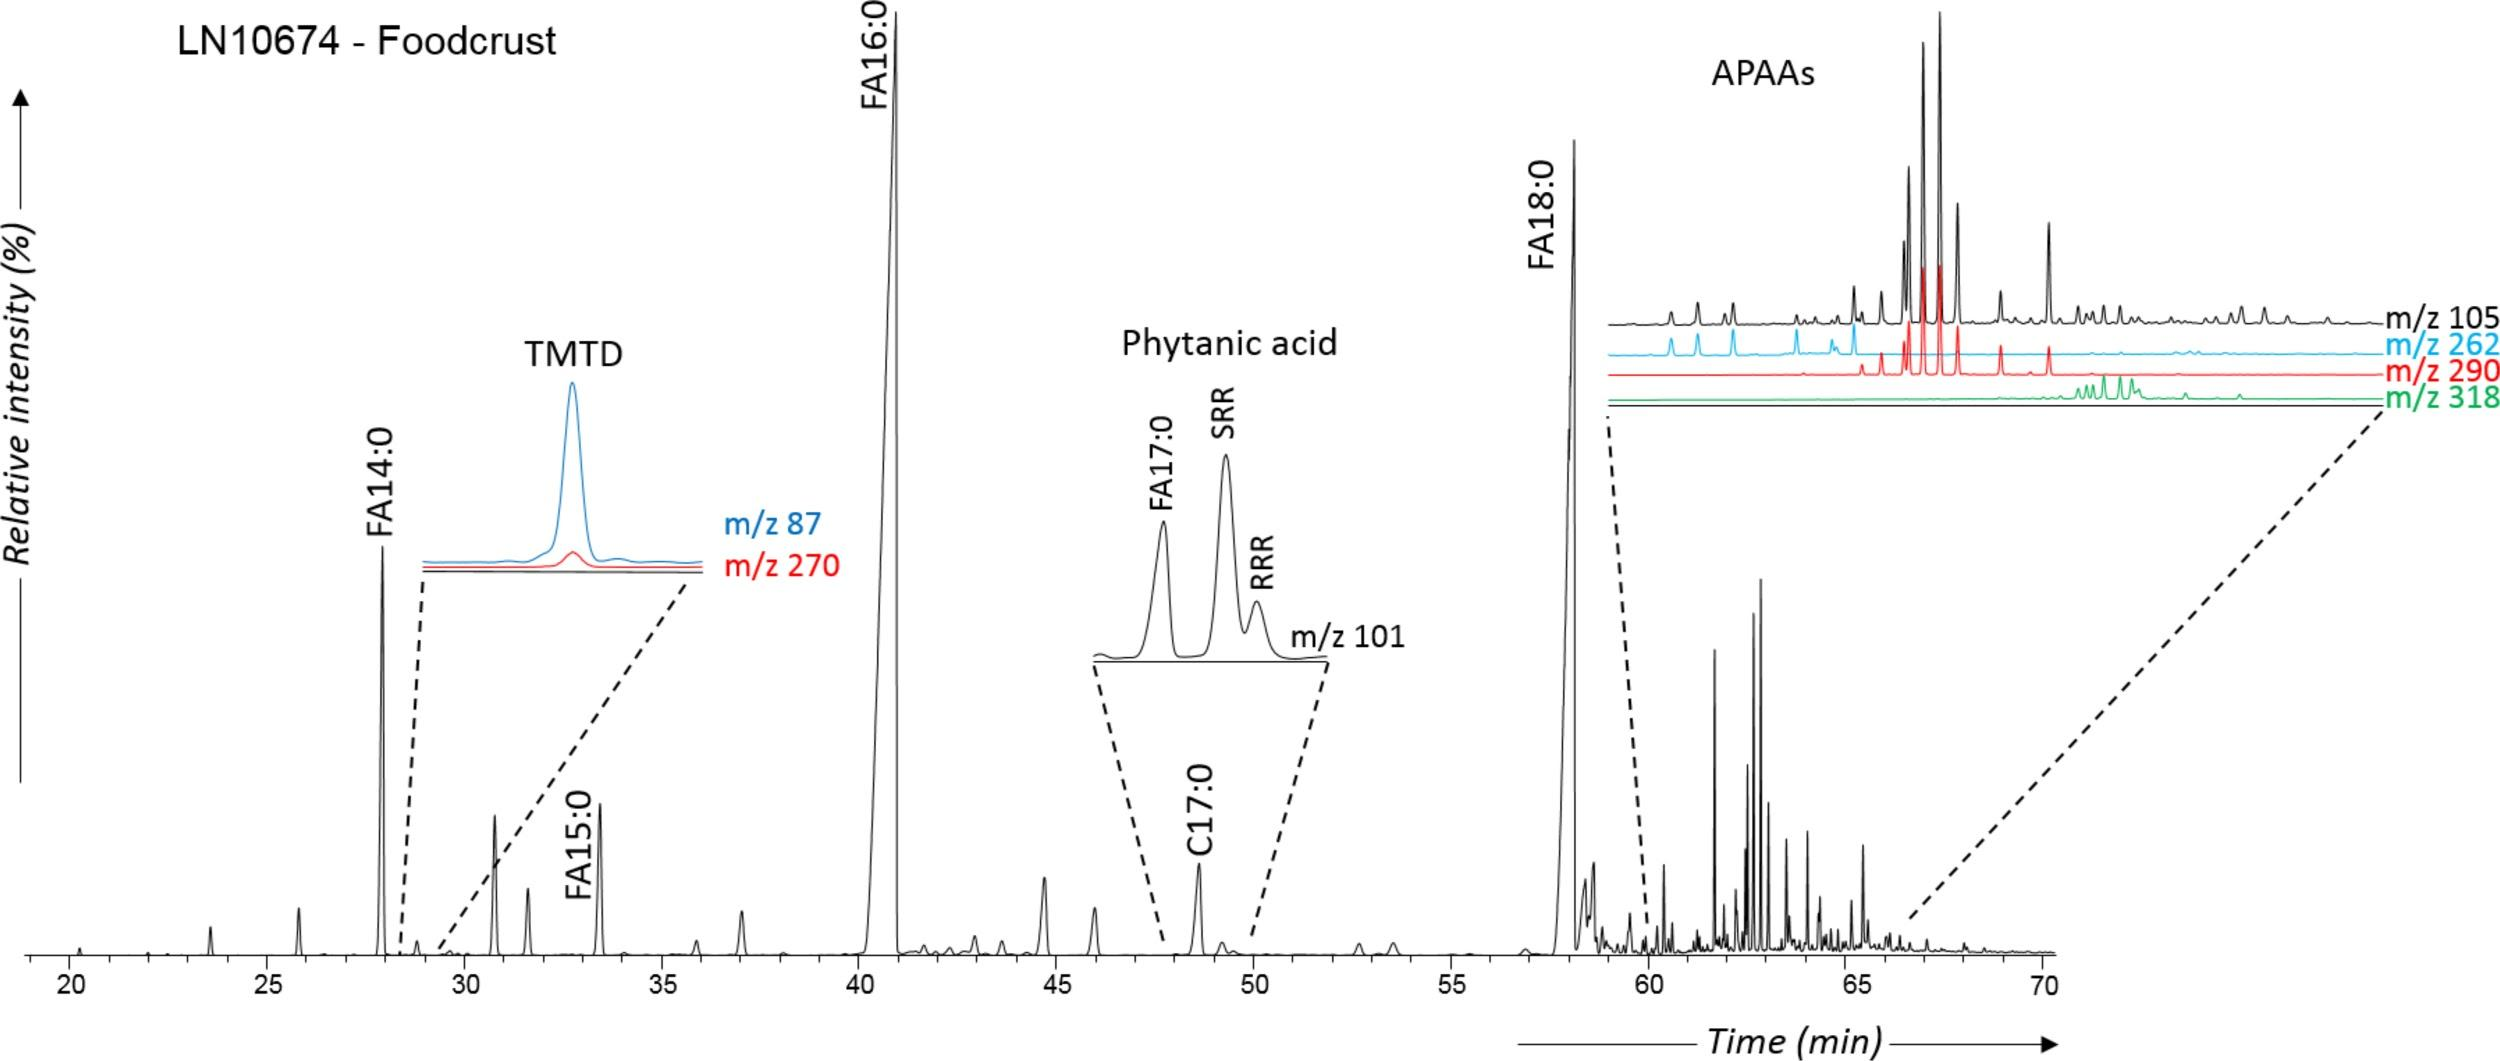 LN10674 - Foodcrust
Relative intensity (%)
FA14:0
TMTD
m/z 87
m/z 270
FA15:0
FA16:0
Phytanic acid
FA17:0
SRR
RRR
m/z 101
C17:0
FA18:0
APAAs
m/z 105
m/z 262
m/z 290
m/z 318
20 25 30 35 40 45 50 55 60 65 70
Time (min)